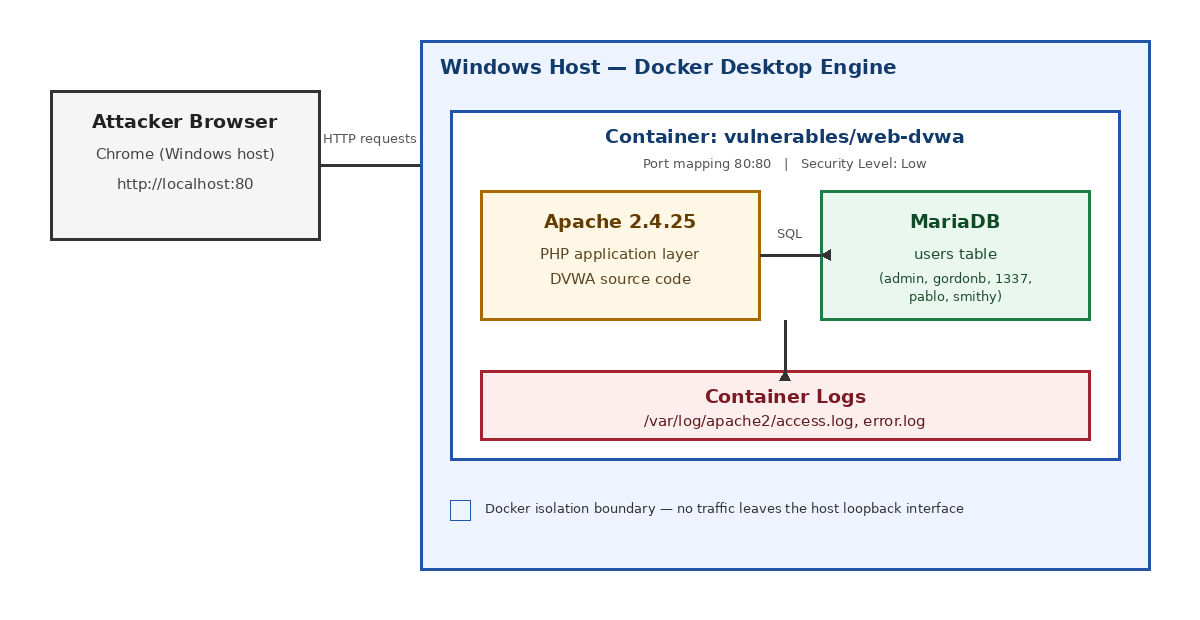 Windows Host — Docker Desktop Engine
Attacker Browser
Chrome (Windows host)
http://localhost:80
HTTP requests
Container: vulnerables/web-dvwa
Port mapping 80:80 | Security Level: Low
Apache 2.4.25
PHP application layer
DVWA source code
SQL
MariaDB
users table
(admin, gordonb, 1337,
pablo, smithy)
Container Logs
/var/log/apache2/access.log, error.log
Docker isolation boundary — no traffic leaves the host loopback interface